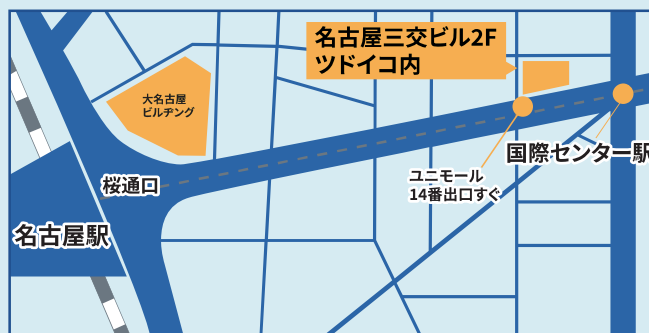 名古屋三交ビル2F
ツドイコ内
大名古屋
ビルヂング
国際センター駅
ユニモール
14番出口すぐ
桜通口
名古屋駅